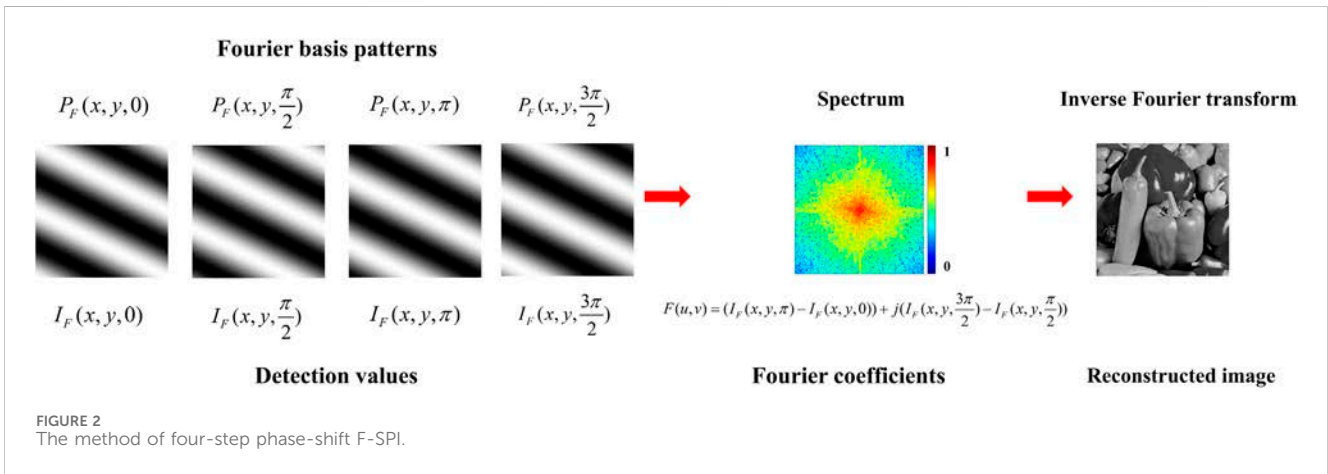 Fourier basis patterns
P_F(x, y, 0)
P_F(x, y, π/2)
P_F(x, y, π)
P_F(x, y, 3π/2)
Spectrum
Inverse Fourier transform
1
0
I_F(x, y, 0)
I_F(x, y, π/2)
I_F(x, y, π)
I_F(x, y, 3π/2)
F(u,v) = (I_F(x, y, π) − I_F(x, y, 0)) + j(I_F(x, y, 3π/2) − I_F(x, y, π/2))
Detection values
Fourier coefficients
Reconstructed image
FIGURE 2
The method of four-step phase-shift F-SPI.